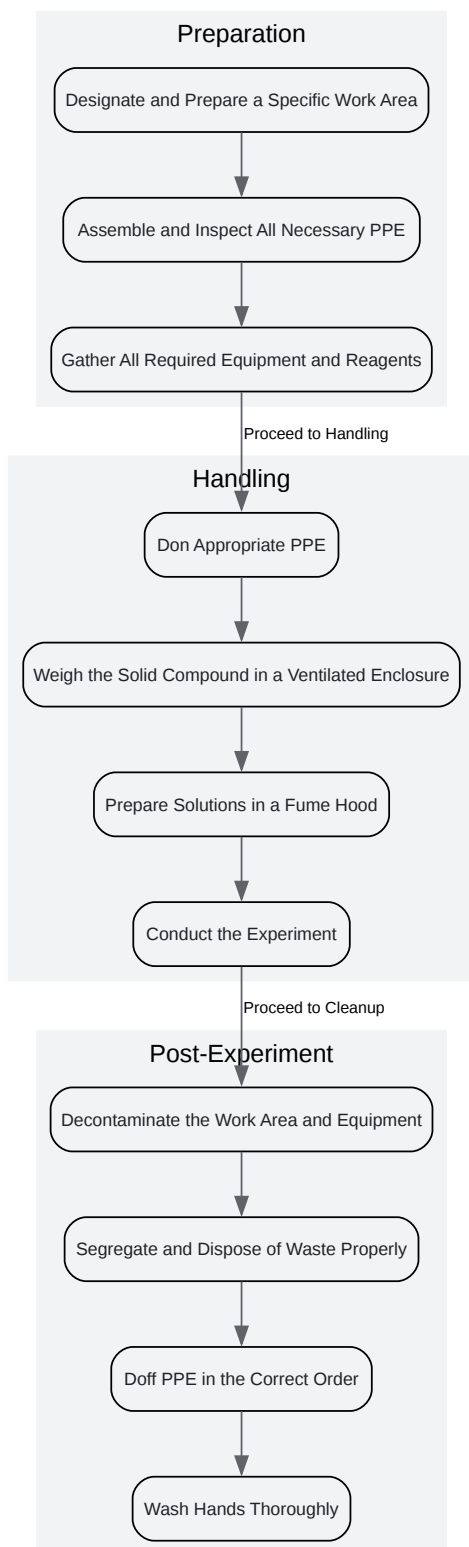 Preparation
Designate and Prepare a Specific Work Area
Assemble and Inspect All Necessary PPE
Gather All Required Equipment and Reagents
Proceed to Handling
Handling
Don Appropriate PPE
Weigh the Solid Compound in a Ventilated Enclosure
Prepare Solutions in a Fume Hood
Conduct the Experiment
Proceed to Cleanup
Post-Experiment
Decontaminate the Work Area and Equipment
Segregate and Dispose of Waste Properly
Doff PPE in the Correct Order
Wash Hands Thoroughly